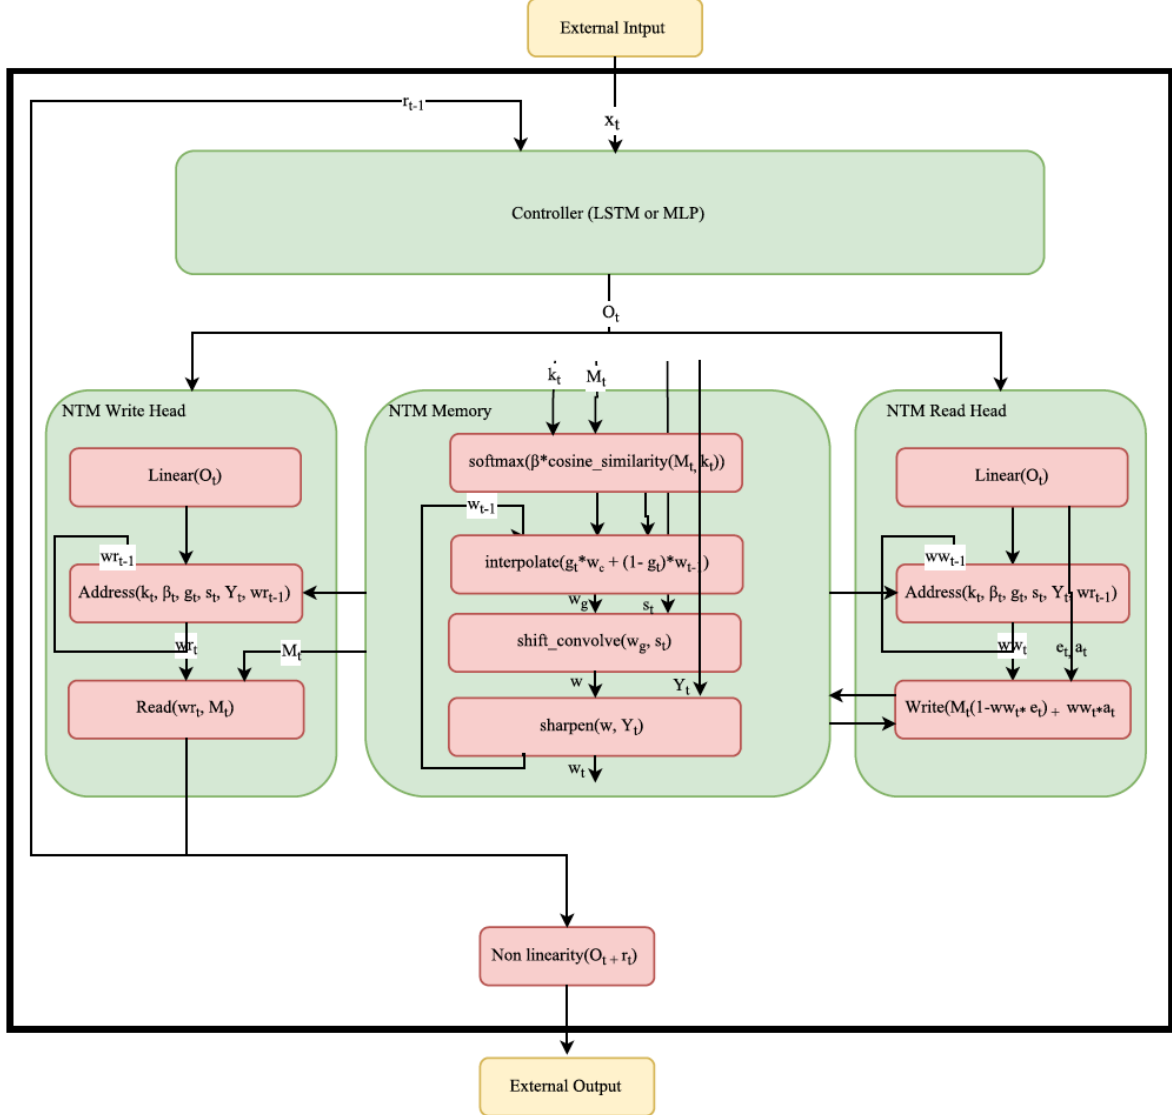 External Intput
r_{t-1}
x_t
Controller (LSTM or MLP)
O_t
k_t
M_t
NTM Write Head
Linear(O_t)
wr_{t-1}
Address(k_t, β_t, g_t, s_t, Y_t, wr_{t-1})
wr_t
M_t
Read(wr_t, M_t)
NTM Memory
softmax(β*cosine_similarity(M_t, k_t))
w_{t-1}
interpolate(g_t*w_c + (1- g_t)*w_{t-1})
w_g
s_t
shift_convolve(w_g, s_t)
w
Y_t
sharpen(w, Y_t)
w_t
NTM Read Head
Linear(O_t)
ww_{t-1}
Address(k_t, β_t, g_t, s_t, Y_t, wr_{t-1})
ww_t
e_t, a_t
Write(M_t(1-ww_{t*} e_t) + ww_{t*}a_t
Non linearity(O_{t +} r_t)
External Output